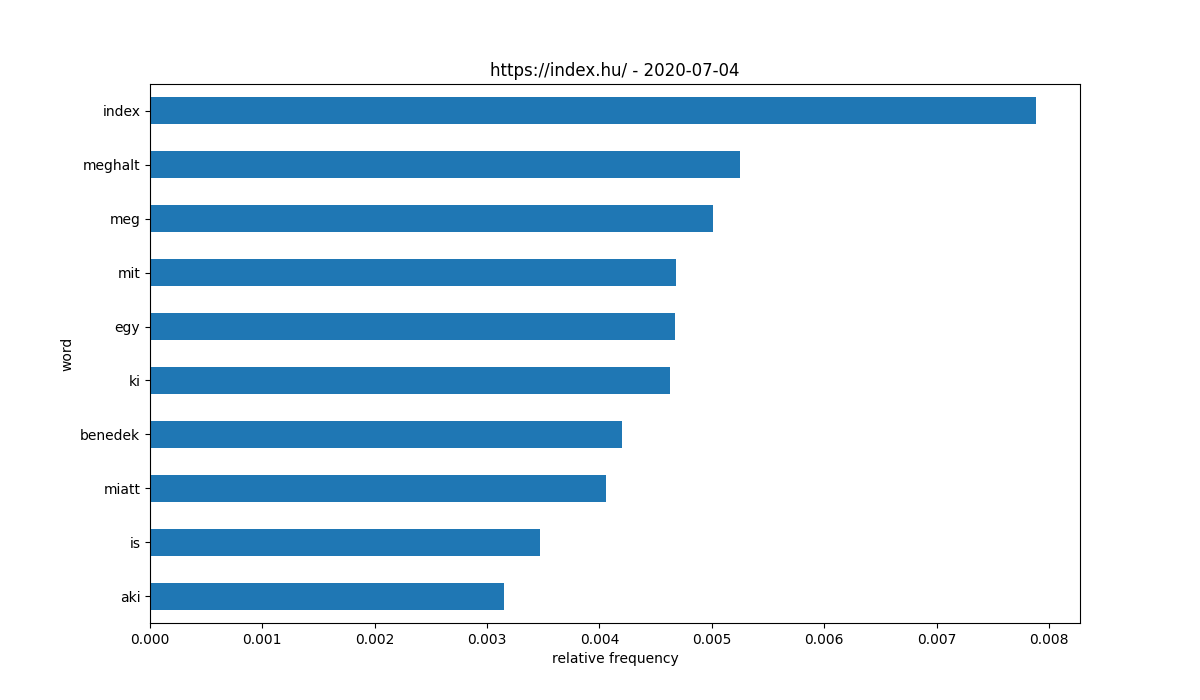 https://index.hu/ - 2020-07-04
index
meghalt
meg
mit
egy
ki
benedek
miatt
is
aki
word
0.000 0.001 0.002 0.003 0.004 0.005 0.006 0.007 0.008
relative frequency